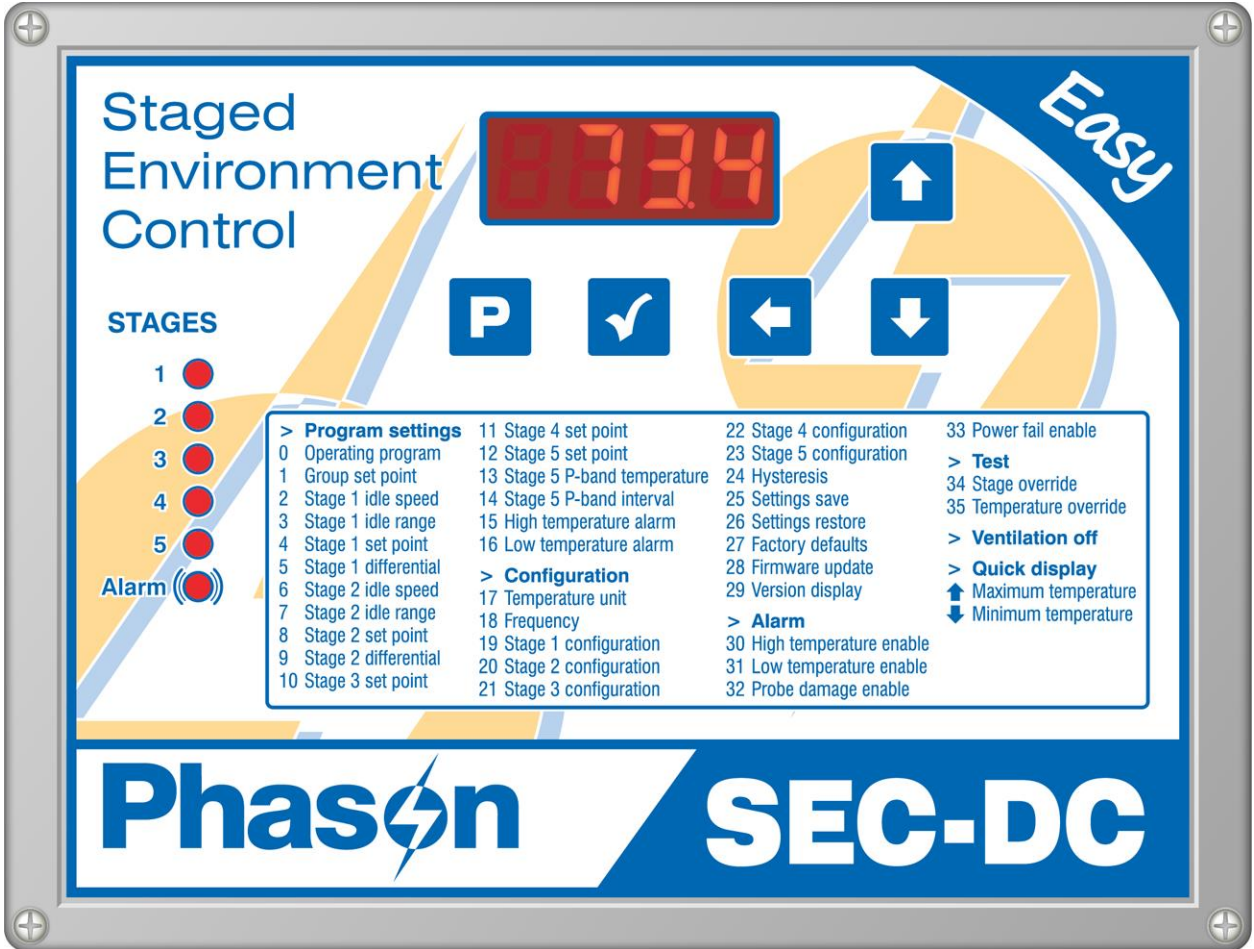 Staged
Environment
Control
73.4
Easy
P
STAGES
1
2
3
4
5
Alarm
> Program settings
0 Operating program
1 Group set point
2 Stage 1 idle speed
3 Stage 1 idle range
4 Stage 1 set point
5 Stage 1 differential
6 Stage 2 idle speed
7 Stage 2 idle range
8 Stage 2 set point
9 Stage 2 differential
10 Stage 3 set point
11 Stage 4 set point
12 Stage 5 set point
13 Stage 5 P-band temperature
14 Stage 5 P-band interval
15 High temperature alarm
16 Low temperature alarm
> Configuration
17 Temperature unit
18 Frequency
19 Stage 1 configuration
20 Stage 2 configuration
21 Stage 3 configuration
22 Stage 4 configuration
23 Stage 5 configuration
24 Hysteresis
25 Settings save
26 Settings restore
27 Factory defaults
28 Firmware update
29 Version display
> Alarm
30 High temperature enable
31 Low temperature enable
32 Probe damage enable
33 Power fail enable
> Test
34 Stage override
35 Temperature override
> Ventilation off
> Quick display
Maximum temperature
Minimum temperature
Phason
SEC-DC